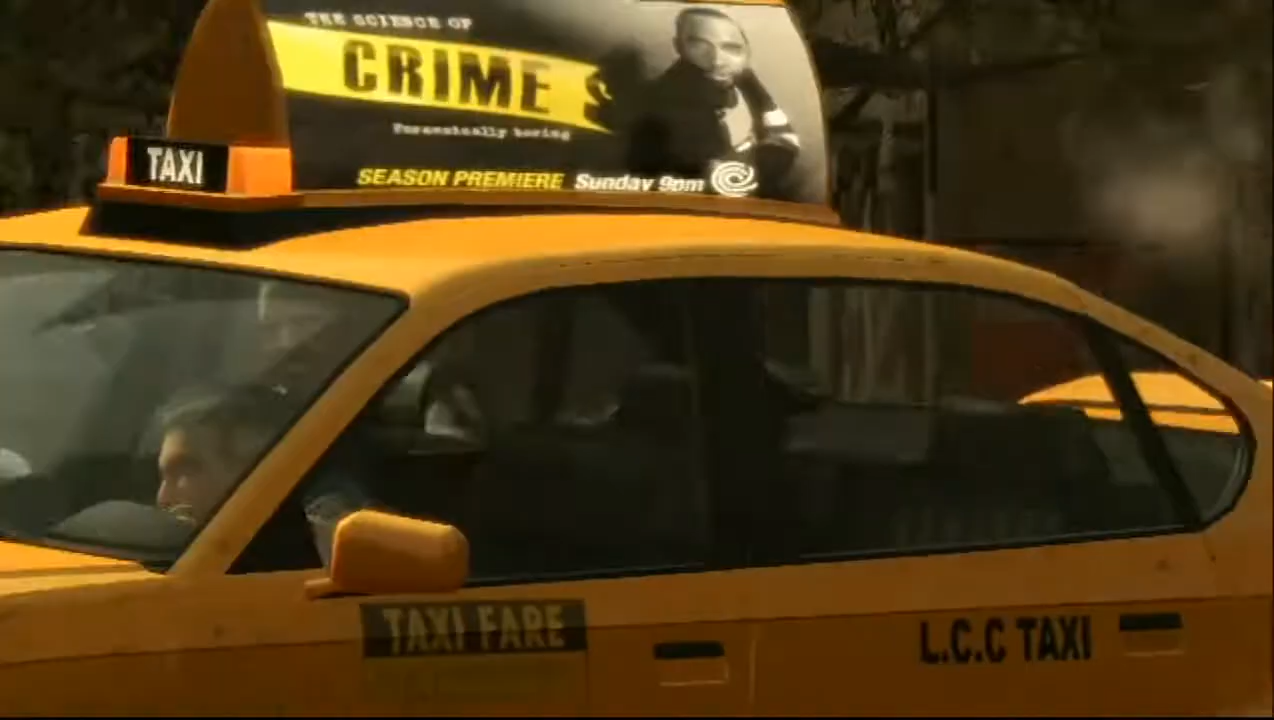 THE SCIENCE OF
CRIME
Forensically boring
SEASON PREMIERE Sunday 9pm
TAXI
TAXI FARE
L.C.C TAXI